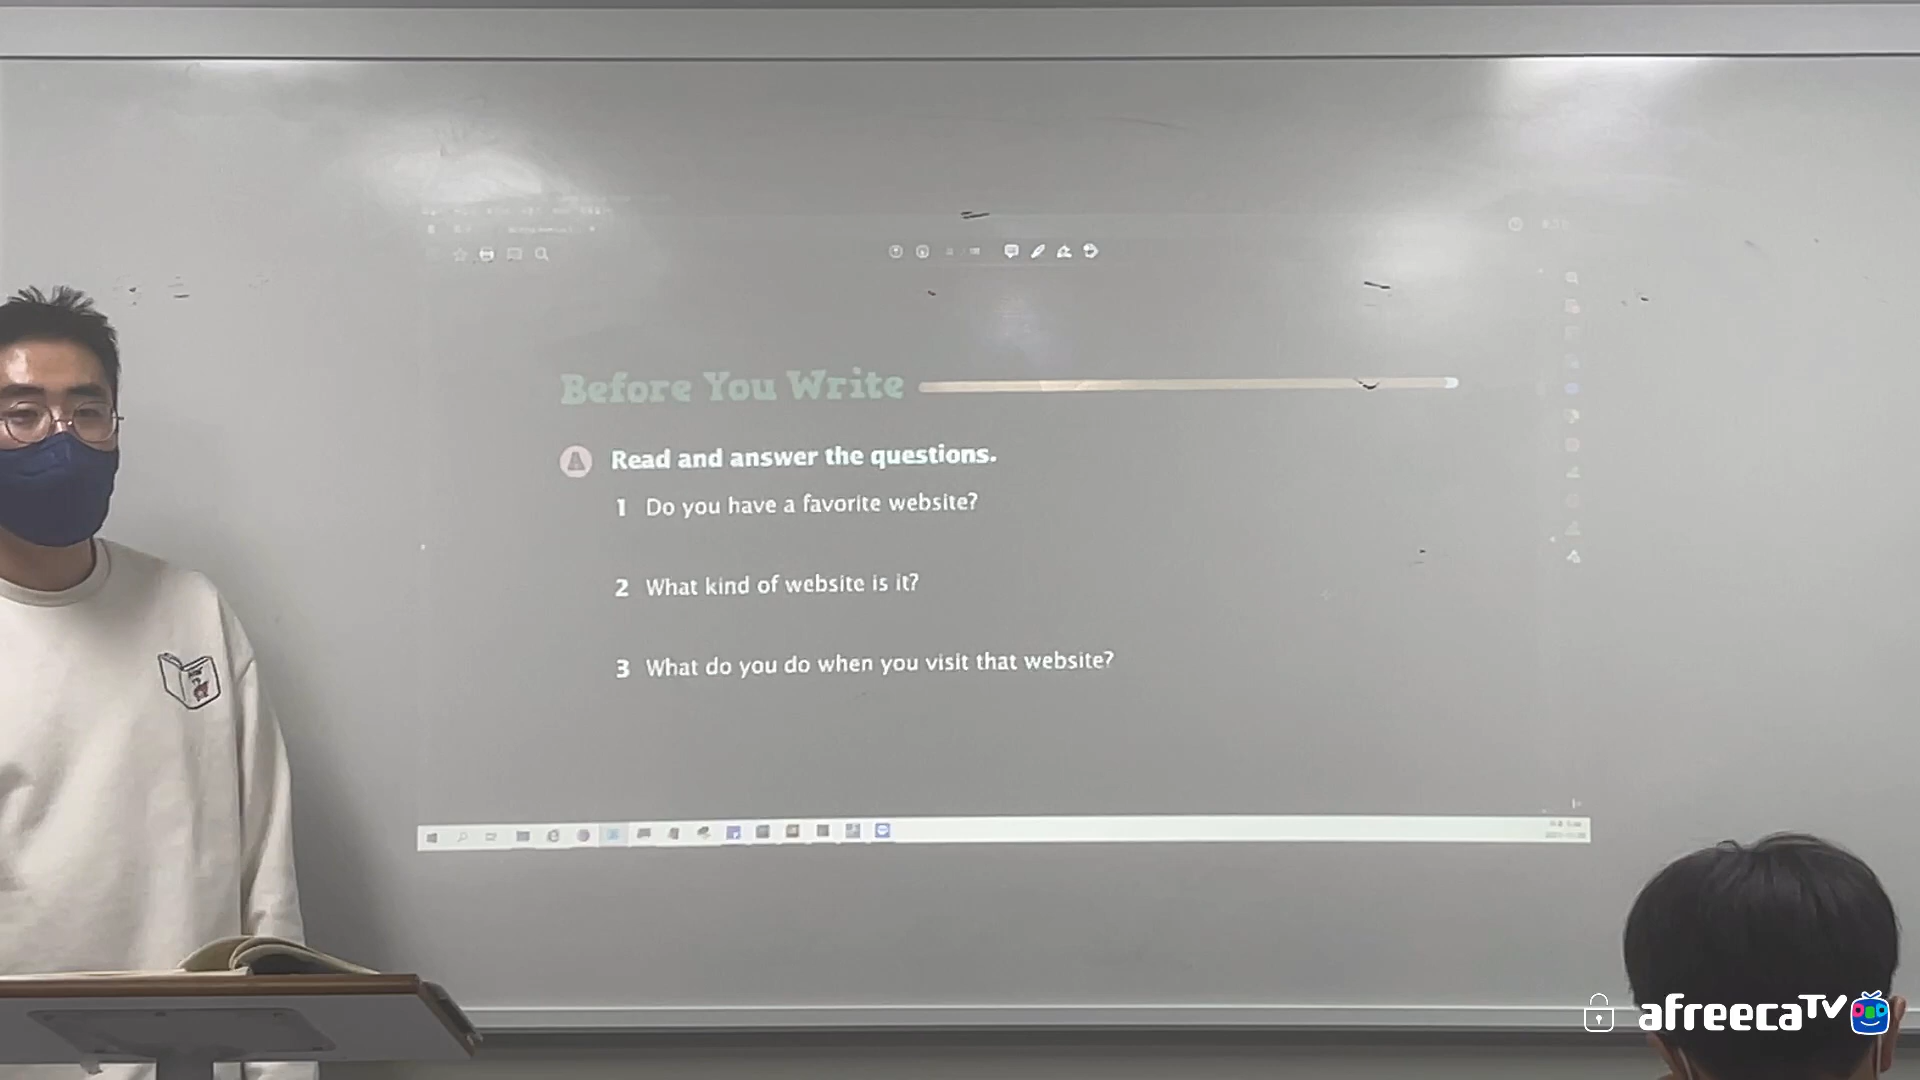 Before You Write
A Read and answer the questions.
1 Do you have a favorite website?
2 What kind of website is it?
3 What do you do when you visit that website?
afreecaTV